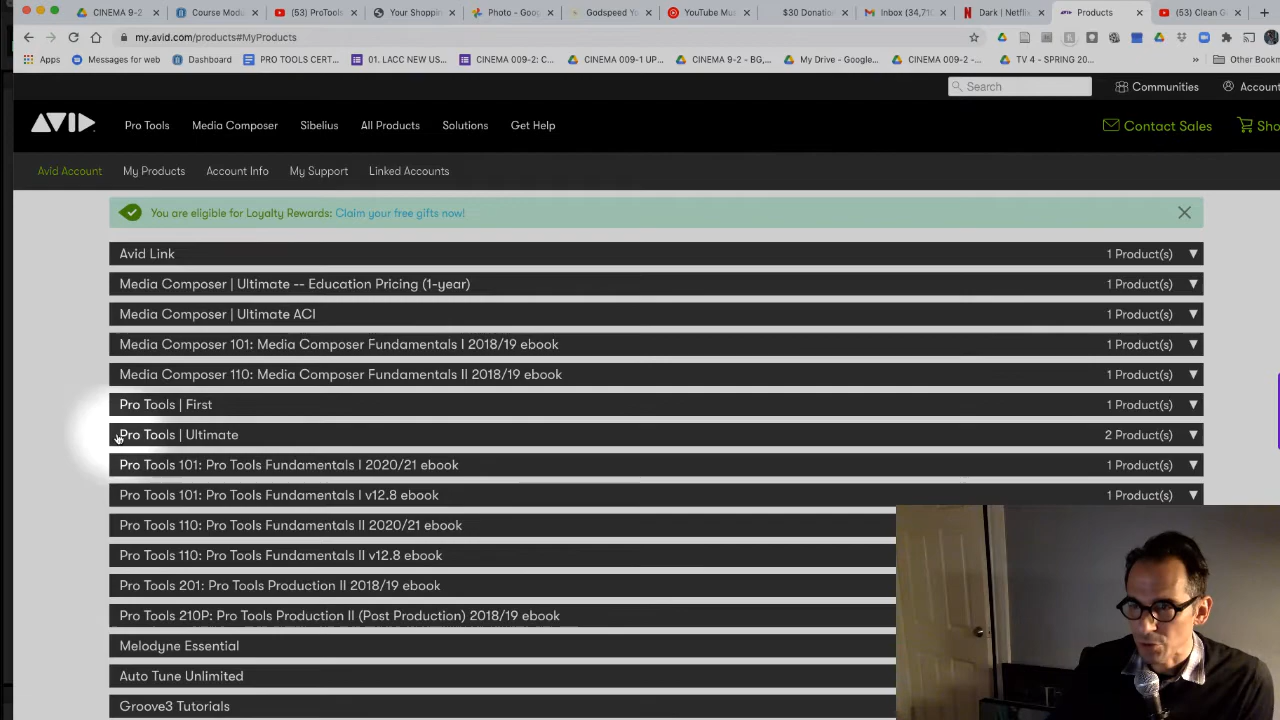 CINEMA 9-2
Course Modu
(53) ProTools
Your Shoppin
Photo - Goog
Godspeed Yo
YouTube Mus
$30 Donation
Inbox (34,710
Dark | Netflix
Products
(53) Clean G
my.avid.com/products#MyProducts
Apps
Messages for web
Dashboard
PRO TOOLS CERT...
01. LACC NEW US...
CINEMA 009-2: C...
CINEMA 009-1 UP...
CINEMA 9-2 - BG,...
My Drive - Google...
CINEMA 009-2 -...
TV 4 - SPRING 20...
»
Other Bookm
Search
Communities
Account
AVID
Pro Tools
Media Composer
Sibelius
All Products
Solutions
Get Help
Contact Sales
Sho
Avid Account
My Products
Account Info
My Support
Linked Accounts
You are eligible for Loyalty Rewards: Claim your free gifts now!
Avid Link 1 Product(s)
Media Composer | Ultimate -- Education Pricing (1-year) 1 Product(s)
Media Composer | Ultimate ACI 1 Product(s)
Media Composer 101: Media Composer Fundamentals I 2018/19 ebook 1 Product(s)
Media Composer 110: Media Composer Fundamentals II 2018/19 ebook 1 Product(s)
Pro Tools | First 1 Product(s)
Pro Tools | Ultimate 2 Product(s)
Pro Tools 101: Pro Tools Fundamentals I 2020/21 ebook 1 Product(s)
Pro Tools 101: Pro Tools Fundamentals I v12.8 ebook 1 Product(s)
Pro Tools 110: Pro Tools Fundamentals II 2020/21 ebook
Pro Tools 110: Pro Tools Fundamentals II v12.8 ebook
Pro Tools 201: Pro Tools Production II 2018/19 ebook
Pro Tools 210P: Pro Tools Production II (Post Production) 2018/19 ebook
Melodyne Essential
Auto Tune Unlimited
Groove3 Tutorials